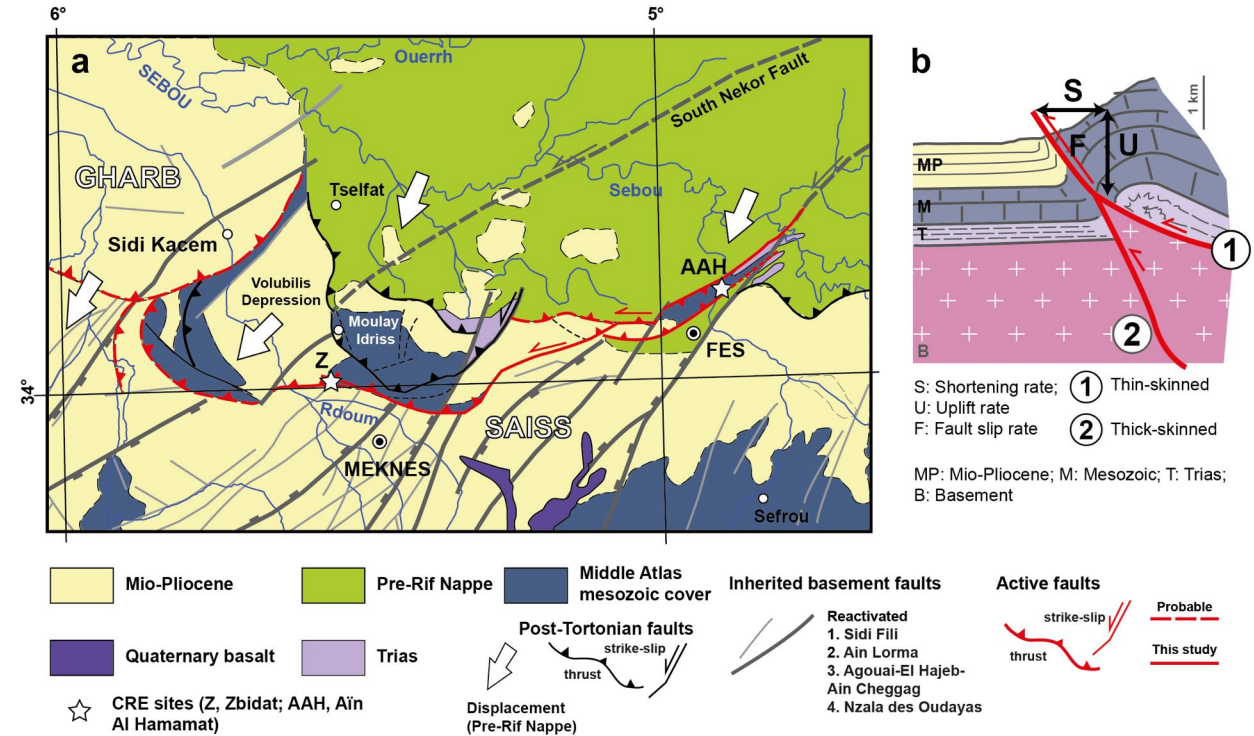 6°
5°
a
Ouerrh
SEBOU
South Nekor Fault
GHARB
Tselfat
Sebou
Sidi Kacem
AAH
Volubilis
Depression
Moulay
Idriss
FES
Z
34°
Rdoum
SAISS
MEKNES
Sefrou
b
S
1 km
F
U
MP
M
T
1
2
B
S: Shortening rate;
U: Uplift rate
F: Fault slip rate
1 Thin-skinned
2 Thick-skinned
MP: Mio-Pliocene; M: Mesozoic; T: Trias;
B: Basement
Mio-Pliocene
Pre-Rif Nappe
Middle Atlas
mesozoic cover
Quaternary basalt
Trias
CRE sites (Z, Zbidat; AAH, Aïn
Al Hamamat)
Post-Tortonian faults
strike-slip
thrust
Displacement
(Pre-Rif Nappe)
Inherited basement faults
Reactivated
1. Sidi Fili
2. Ain Lorma
3. Agouai-El Hajeb-
Ain Cheggag
4. Nzala des Oudayas
Active faults
strike-slip
thrust
Probable
This study